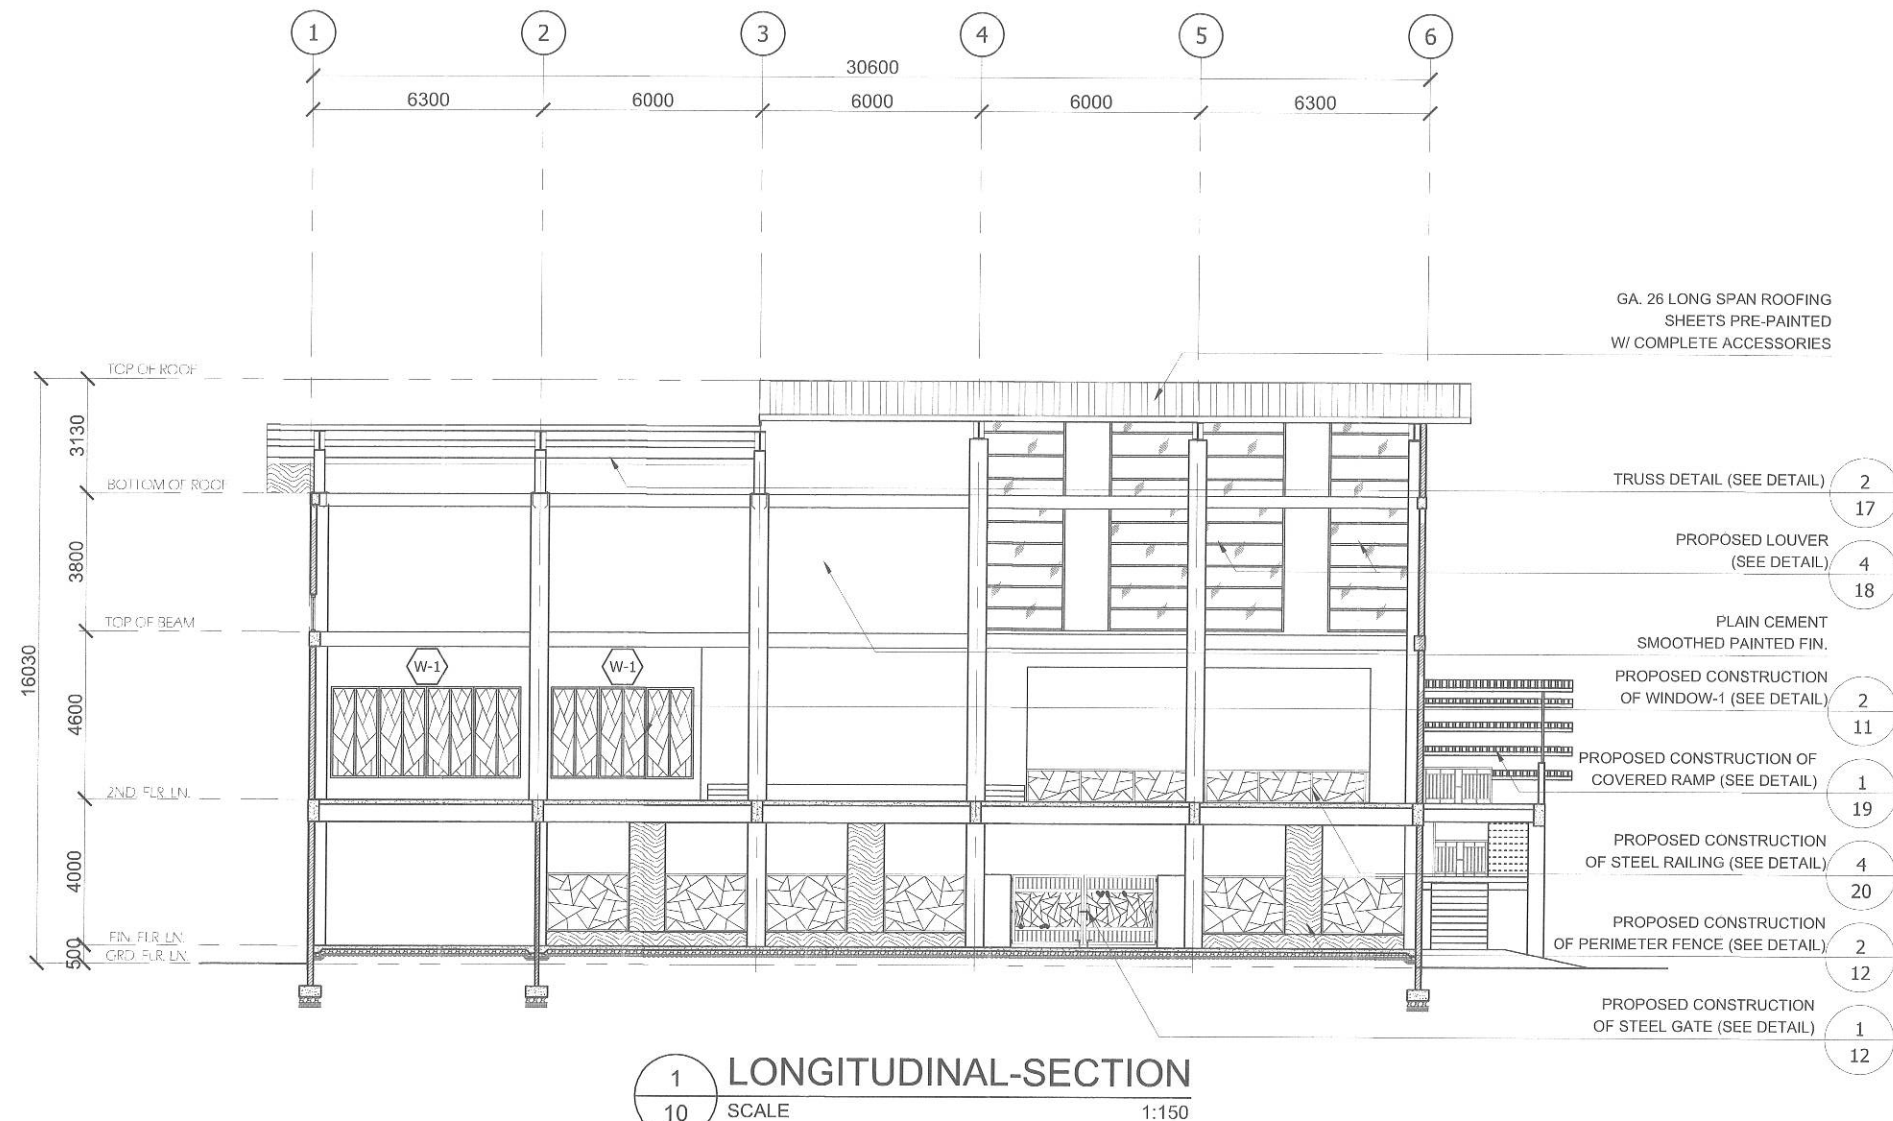 1 2 3 4 5 6
30600
6300 6000 6000 6000 6300
GA. 26 LONG SPAN ROOFING
SHEETS PRE-PAINTED
W/ COMPLETE ACCESSORIES
TOP OF ROOF
3130
BOTTOM OF ROOF
TRUSS DETAIL (SEE DETAIL) 2
17
3800
PROPOSED LOUVER
(SEE DETAIL) 4
18
TOP OF BEAM
PLAIN CEMENT
SMOOTHED PAINTED FIN.
16030
W-1 W-1
4600
PROPOSED CONSTRUCTION
OF WINDOW-1 (SEE DETAIL) 2
11
PROPOSED CONSTRUCTION OF
COVERED RAMP (SEE DETAIL) 1
19
2ND. FLR. LN.
4000
PROPOSED CONSTRUCTION
OF STEEL RAILING (SEE DETAIL) 4
20
FIN. FLR. LN.
500
GRD. FLR. LN.
PROPOSED CONSTRUCTION
OF PERIMETER FENCE (SEE DETAIL) 2
12
PROPOSED CONSTRUCTION
OF STEEL GATE (SEE DETAIL) 1
12
1 LONGITUDINAL-SECTION
10 SCALE 1:150